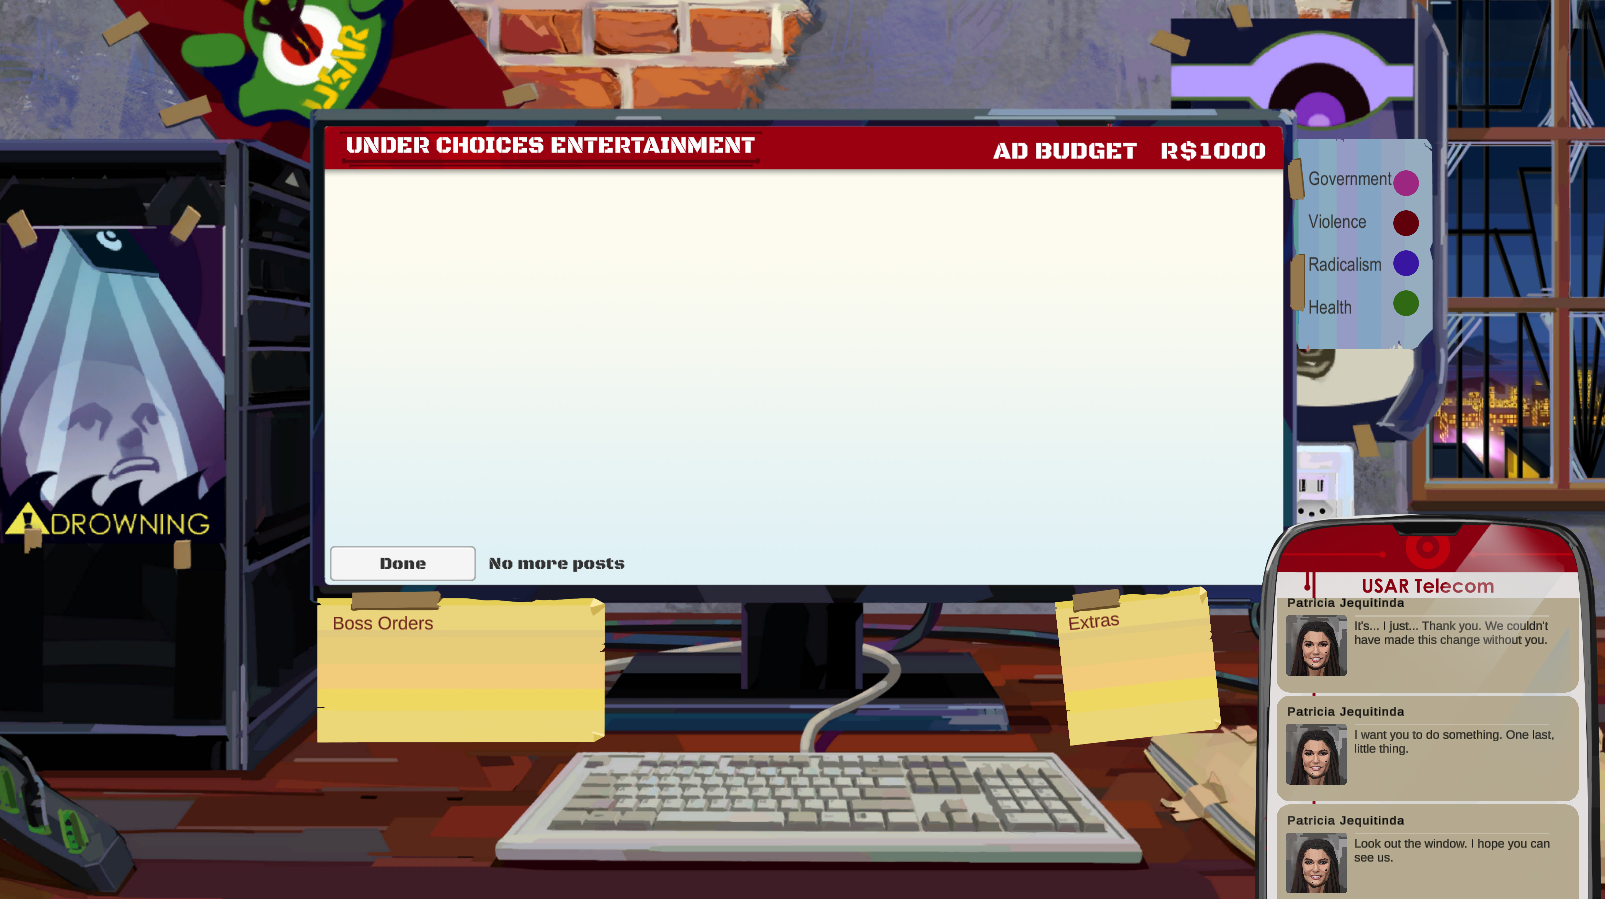 USAR
UNDER CHOICES ENTERTAINMENT
AD BUDGET R$1000
Government
Violence
Radicalism
Health
DROWNING
Done
No more posts
Boss Orders
Extras
USAR Telecom
Patricia Jequitinda
It's... I just... Thank you. We couldn't
have made this change without you.
Patricia Jequitinda
I want you to do something. One last,
little thing.
Patricia Jequitinda
Look out the window. I hope you can
see us.